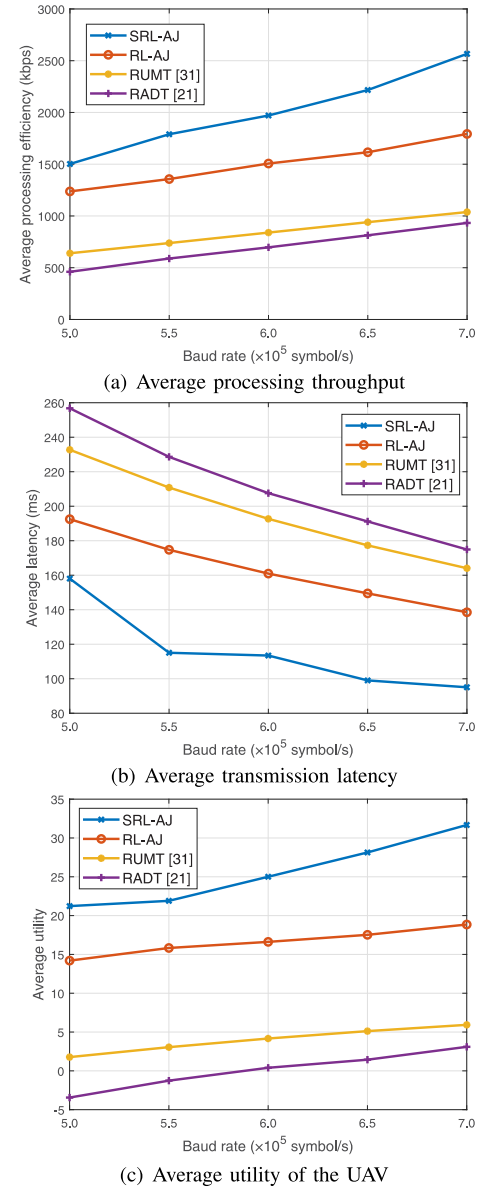 3000
2500
2000
1500
1000
500
0
Average processing efficiency (kbps)
SRL-AJ
RL-AJ
RUMT [31]
RADT [21]
5.0 5.5 6.0 6.5 7.0
Baud rate (×10⁵ symbol/s)
(a) Average processing throughput
260
240
220
200
180
160
140
120
100
80
Average latency (ms)
SRL-AJ
RL-AJ
RUMT [31]
RADT [21]
5.0 5.5 6.0 6.5 7.0
Baud rate (×10⁵ symbol/s)
(b) Average transmission latency
35
30
25
20
15
10
5
0
-5
Average utility
SRL-AJ
RL-AJ
RUMT [31]
RADT [21]
5.0 5.5 6.0 6.5 7.0
Baud rate (×10⁵ symbol/s)
(c) Average utility of the UAV